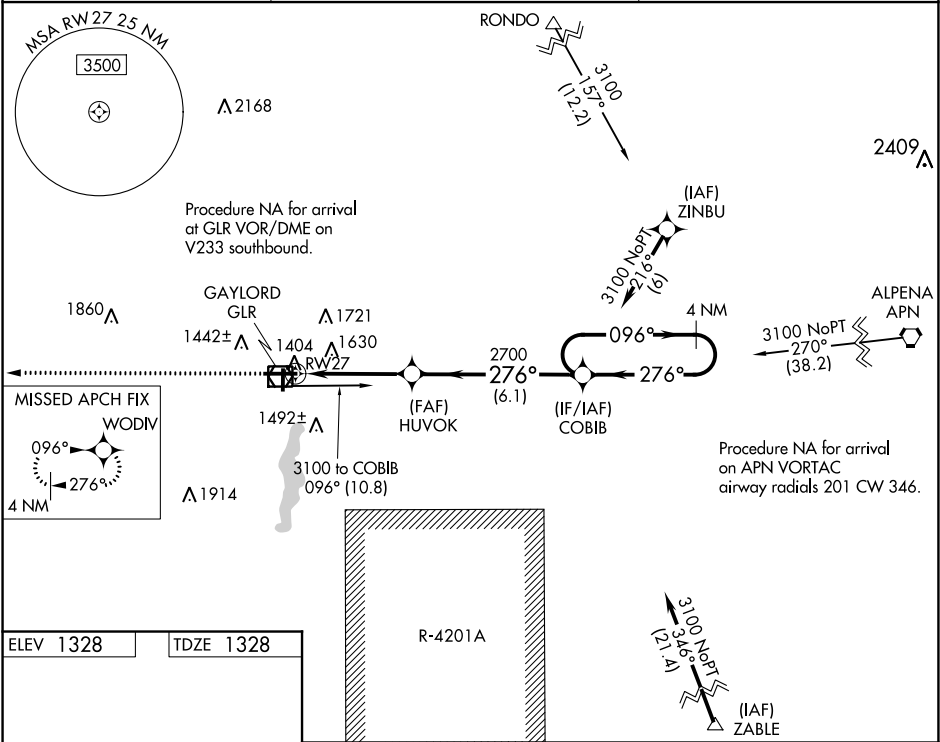 MSA RW 27 25 NM
3500
2168
RONDO
3100
157°
(12.2)
2409
(IAF)
ZINBU
3100 NoPT
216°
(6)
Procedure NA for arrival
at GLR VOR/DME on
V233 southbound.
ALPENA
APN
3100 NoPT
270°
(38.2)
4 NM
096°
276°
1860
GAYLORD
GLR
1721
1442±
1404
1630
RW27
2700
276°
(6.1)
(FAF)
HUVOK
(IF/IAF)
COBIB
MISSED APCH FIX
WODIV
096°
276°
4 NM
1492±
3100 to COBIB
096° (10.8)
1914
Procedure NA for arrival
on APN VORTAC
airway radials 201 CW 346.
R-4201A
3100 NoPT
346°
(21.4)
(IAF)
ZABLE
ELEV 1328
TDZE 1328